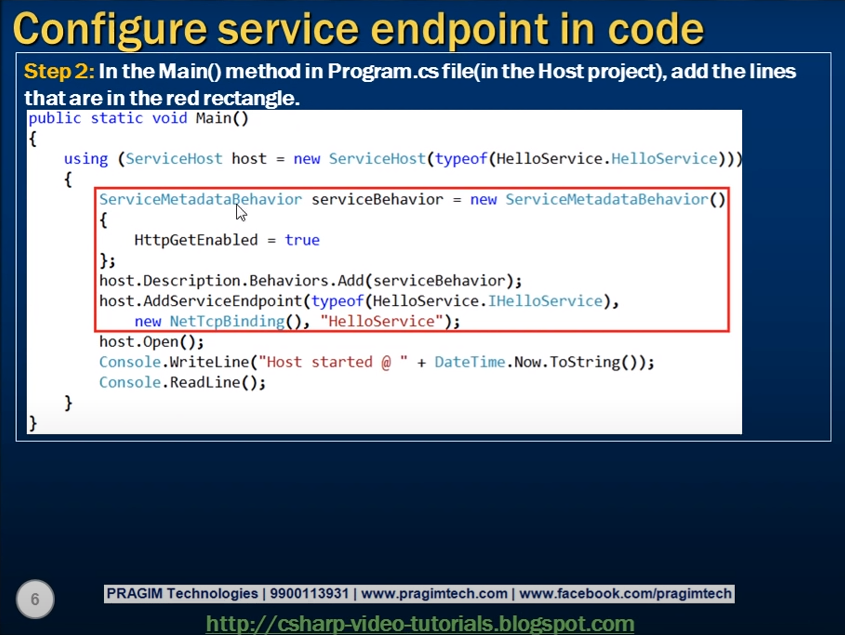 Configure service endpoint in code
Step 2: In the Main() method in Program.cs file(in the Host project), add the lines
that are in the red rectangle.
public static void Main()
{
using (ServiceHost host = new ServiceHost(typeof(HelloService.HelloService)))
{
ServiceMetadataBehavior serviceBehavior = new ServiceMetadataBehavior()
{
HttpGetEnabled = true
};
host.Description.Behaviors.Add(serviceBehavior);
host.AddServiceEndpoint(typeof(HelloService.IHelloService),
new NetTcpBinding(), "HelloService");
host.Open();
Console.WriteLine("Host started @ " + DateTime.Now.ToString());
Console.ReadLine();
}
}
6
PRAGIM Technologies | 9900113931 | www.pragimtech.com | www.facebook.com/pragimtech
http://csharp-video-tutorials.blogspot.com